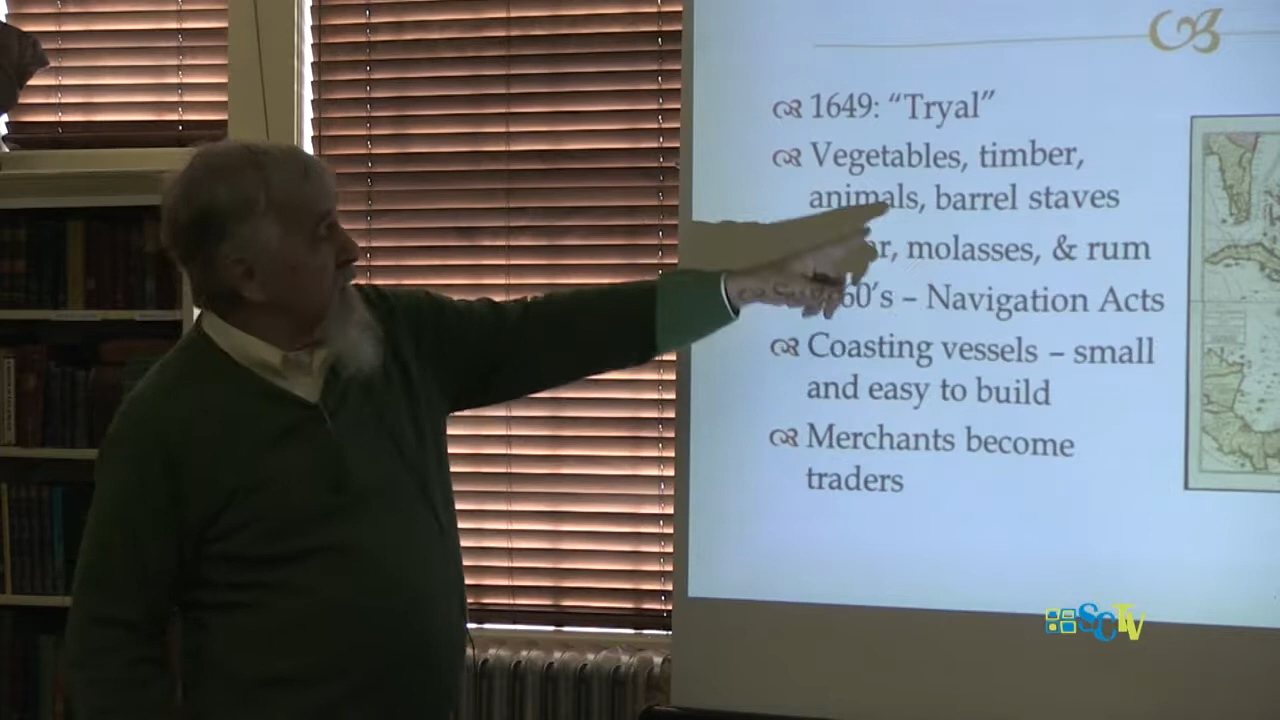 1649: “Tryal”
Vegetables, timber,
animals, barrel staves
molasses, & rum
60’s – Navigation Acts
Coasting vessels – small
and easy to build
Merchants become
traders
SCTV